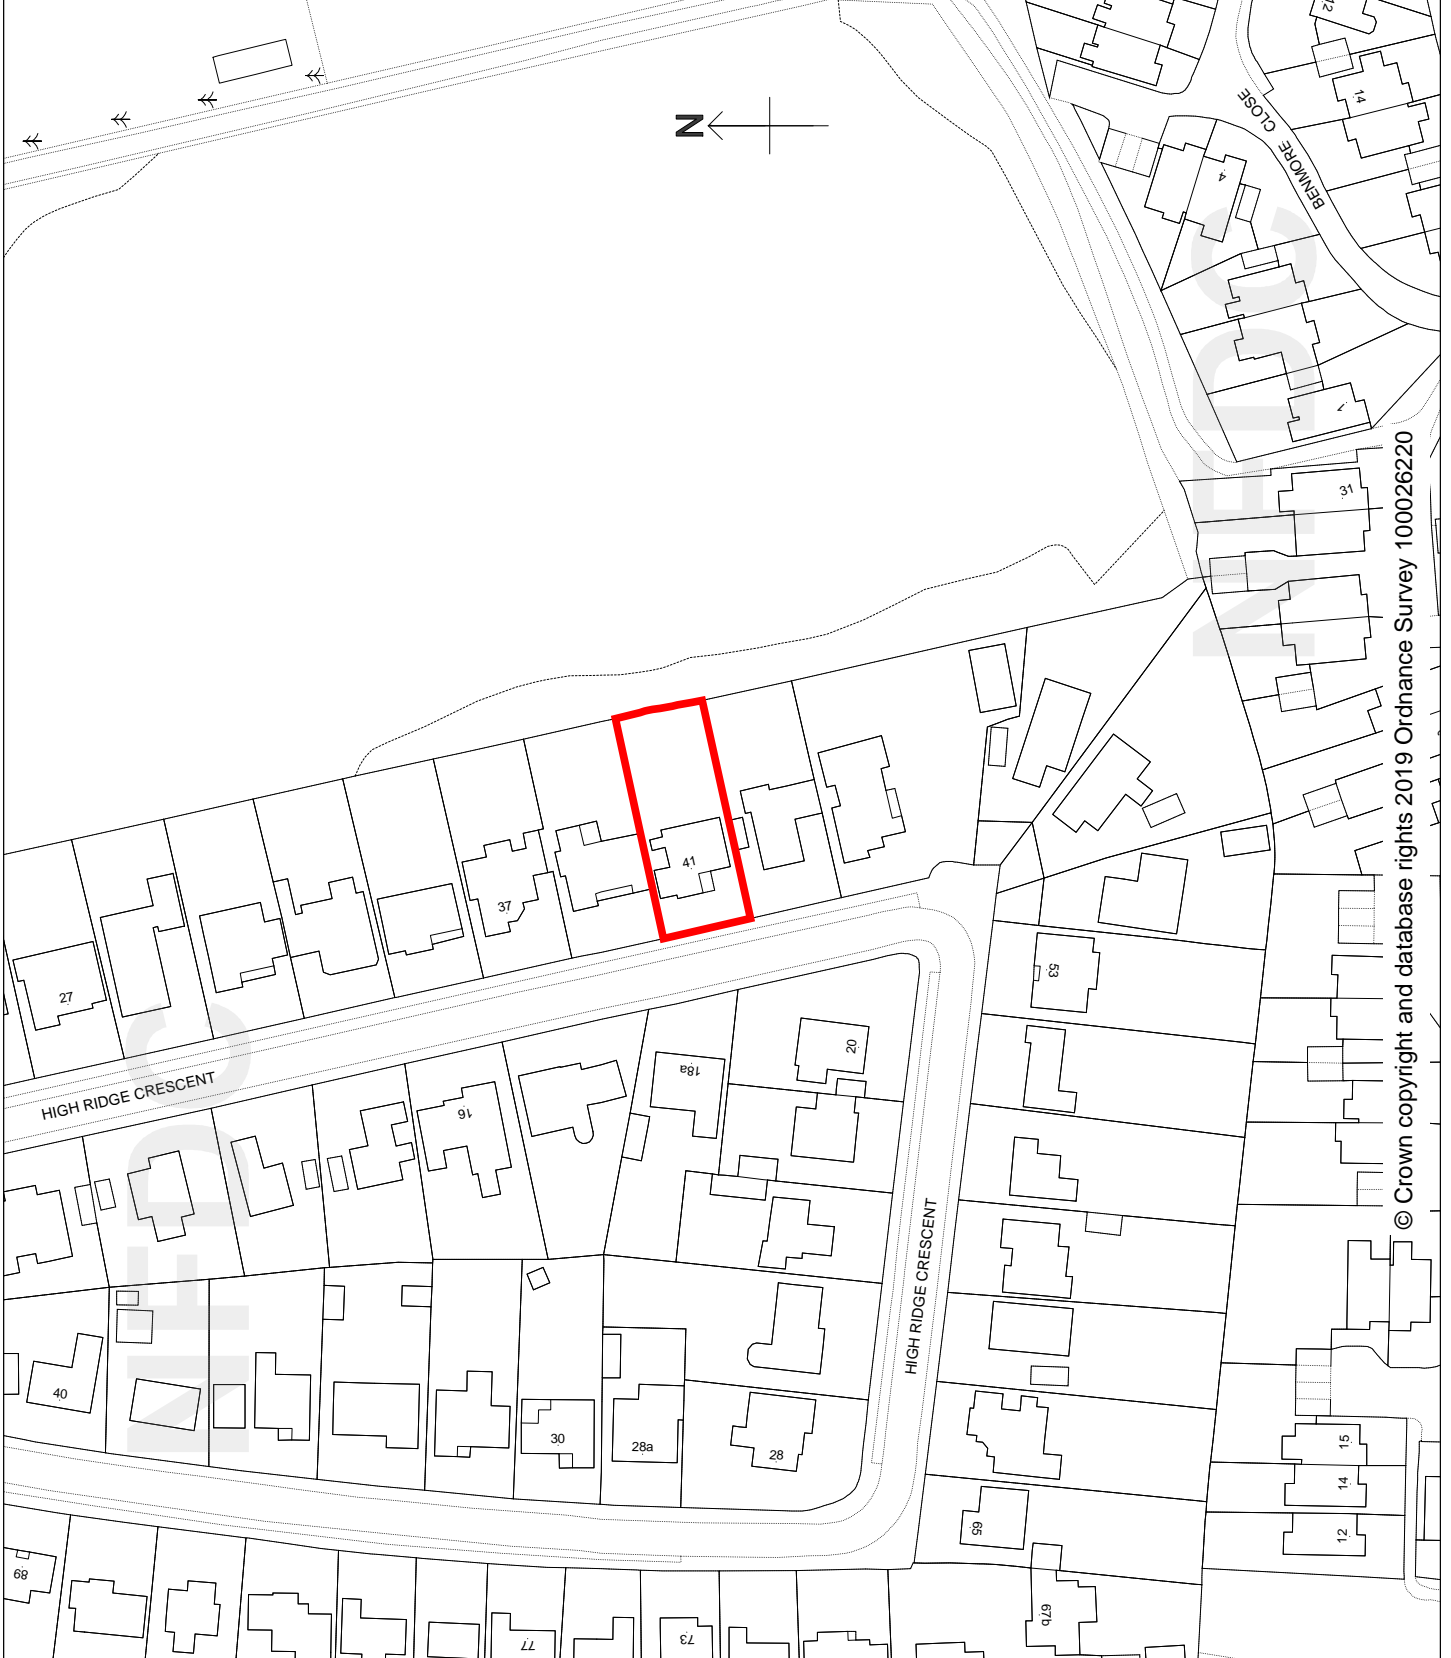 12
14
BENMORE CLOSE
4
1
31
N
NFDC
© Crown copyright and database rights 2019 Ordnance Survey 100026220
41
37
27
53
HIGH RIDGE CRESCENT
20
18a
16
HIGH RIDGE CRESCENT
NFDC
40
30
28a
28
65
15
14
12
89
77
73
67b